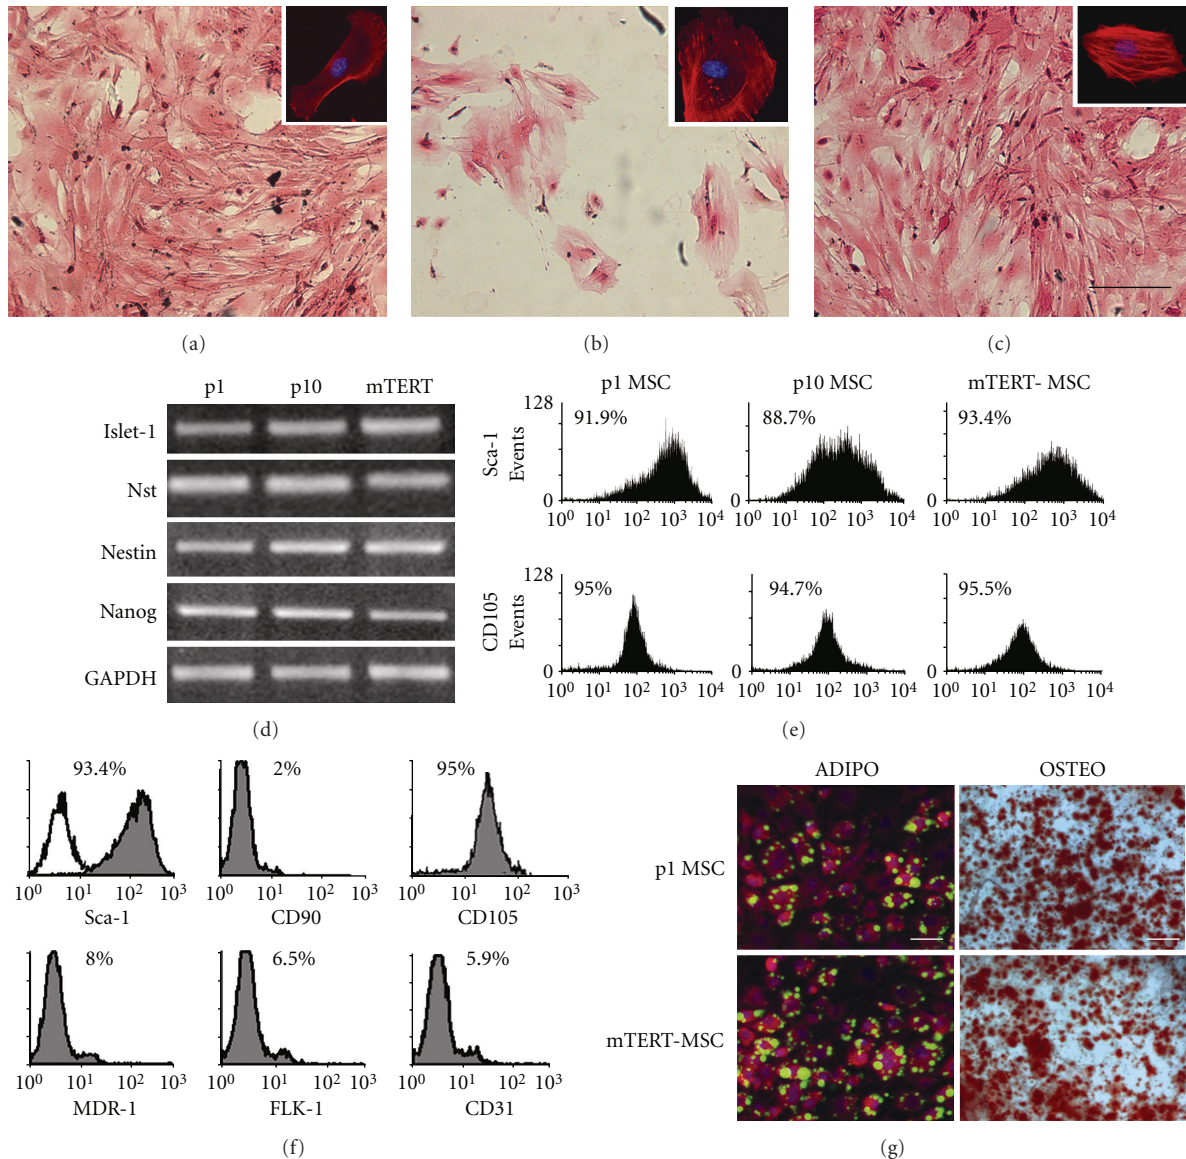 (a)
(b)
(c)
p1 p10 mTERT
Islet-1
Nst
Nestin
Nanog
GAPDH
(d)
p1 MSC p10 MSC mTERT- MSC
Sca-1
Events
128
0
91.9%
88.7%
93.4%
10⁰ 10¹ 10² 10³ 10⁴
0
10⁰ 10¹ 10² 10³ 10⁴
0
10⁰ 10¹ 10² 10³ 10⁴
CD105
Events
128
0
95%
94.7%
95.5%
10⁰ 10¹ 10² 10³ 10⁴
0
10⁰ 10¹ 10² 10³ 10⁴
0
10⁰ 10¹ 10² 10³ 10⁴
(e)
93.4%
10⁰ 10¹ 10² 10³
Sca-1
2%
10⁰ 10¹ 10² 10³
CD90
95%
10⁰ 10¹ 10² 10³
CD105
8%
10⁰ 10¹ 10² 10³
MDR-1
6.5%
10⁰ 10¹ 10² 10³
FLK-1
5.9%
10⁰ 10¹ 10² 10³
CD31
(f)
ADIPO OSTEO
p1 MSC
mTERT-MSC
(g)